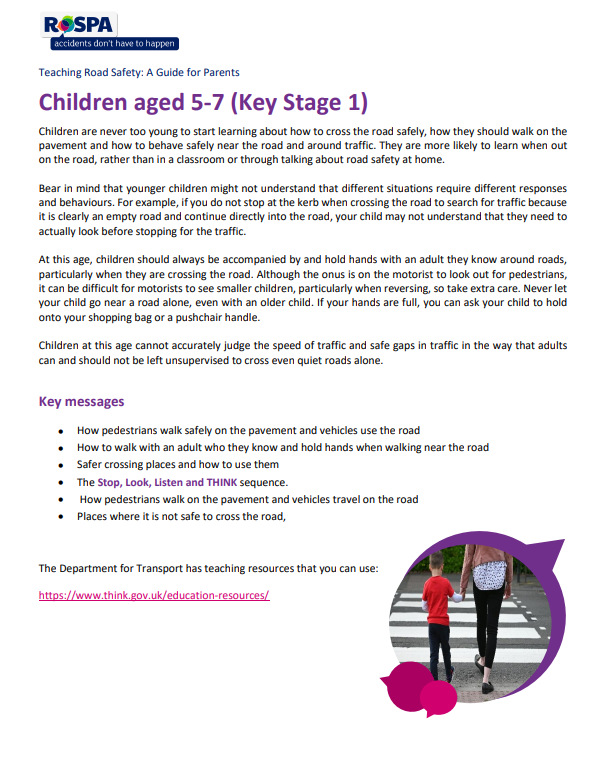 ROSPA
accidents don't have to happen
Teaching Road Safety: A Guide for Parents
Children aged 5-7 (Key Stage 1)
Children are never too young to start learning about how to cross the road safely, how they should walk on the
pavement and how to behave safely near the road and around traffic. They are more likely to learn when out
on the road, rather than in a classroom or through talking about road safety at home.
Bear in mind that younger children might not understand that different situations require different responses
and behaviours. For example, if you do not stop at the kerb when crossing the road to search for traffic because
it is clearly an empty road and continue directly into the road, your child may not understand that they need to
actually look before stopping for the traffic.
At this age, children should always be accompanied by and hold hands with an adult they know around roads,
particularly when they are crossing the road. Although the onus is on the motorist to look out for pedestrians,
it can be difficult for motorists to see smaller children, particularly when reversing, so take extra care. Never let
your child go near a road alone, even with an older child. If your hands are full, you can ask your child to hold
onto your shopping bag or a pushchair handle.
Children at this age cannot accurately judge the speed of traffic and safe gaps in traffic in the way that adults
can and should not be left unsupervised to cross even quiet roads alone.
Key messages
• How pedestrians walk safely on the pavement and vehicles use the road
• How to walk with an adult who they know and hold hands when walking near the road
• Safer crossing places and how to use them
• The Stop, Look, Listen and THINK sequence.
• How pedestrians walk on the pavement and vehicles travel on the road
• Places where it is not safe to cross the road,
The Department for Transport has teaching resources that you can use:
https://www.think.gov.uk/education-resources/